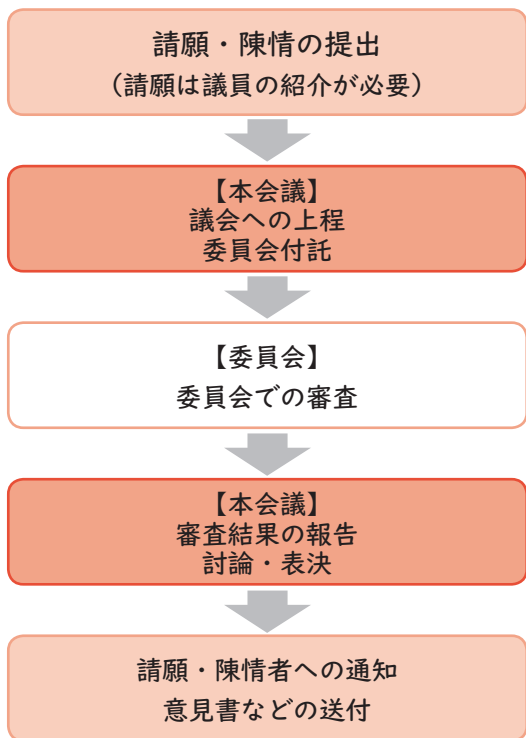 請願・陳情の提出
（請願は議員の紹介が必要）
【本会議】
議会への上程
委員会付託
【委員会】
委員会での審査
【本会議】
審査結果の報告
討論・表決
請願・陳情者への通知
意見書などの送付